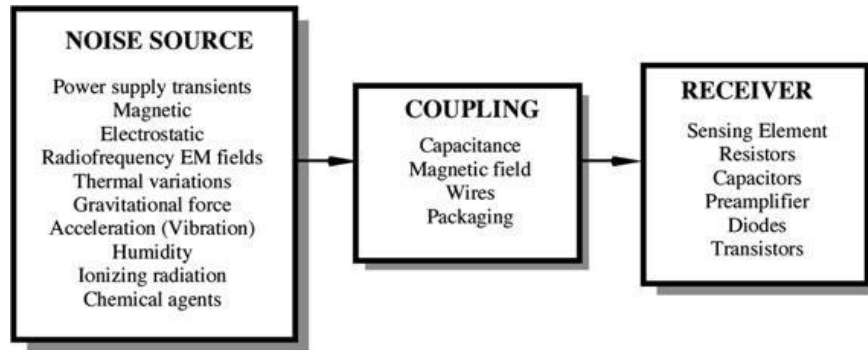 NOISE SOURCE
Power supply transients
Magnetic
Electrostatic
Radiofrequency EM fields
Thermal variations
Gravitational force
Acceleration (Vibration)
Humidity
Ionizing radiation
Chemical agents
COUPLING
Capacitance
Magnetic field
Wires
Packaging
RECEIVER
Sensing Element
Resistors
Capacitors
Preamplifier
Diodes
Transistors